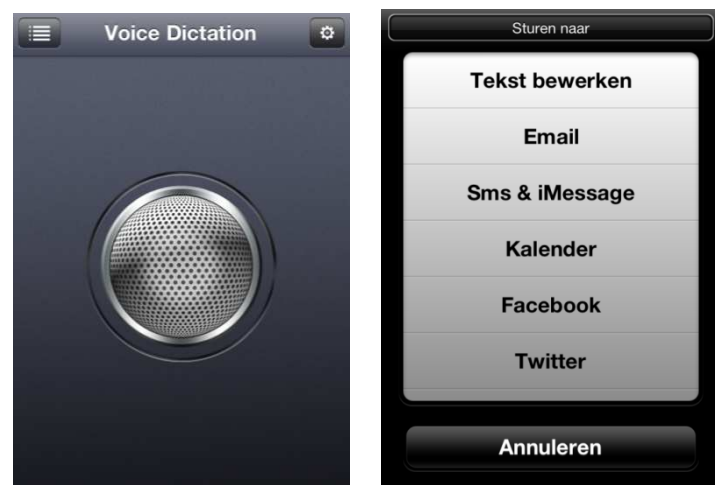 Voice Dictation
Sturen naar
Tekst bewerken
Email
Sms & iMessage
Kalender
Facebook
Twitter
Annuleren